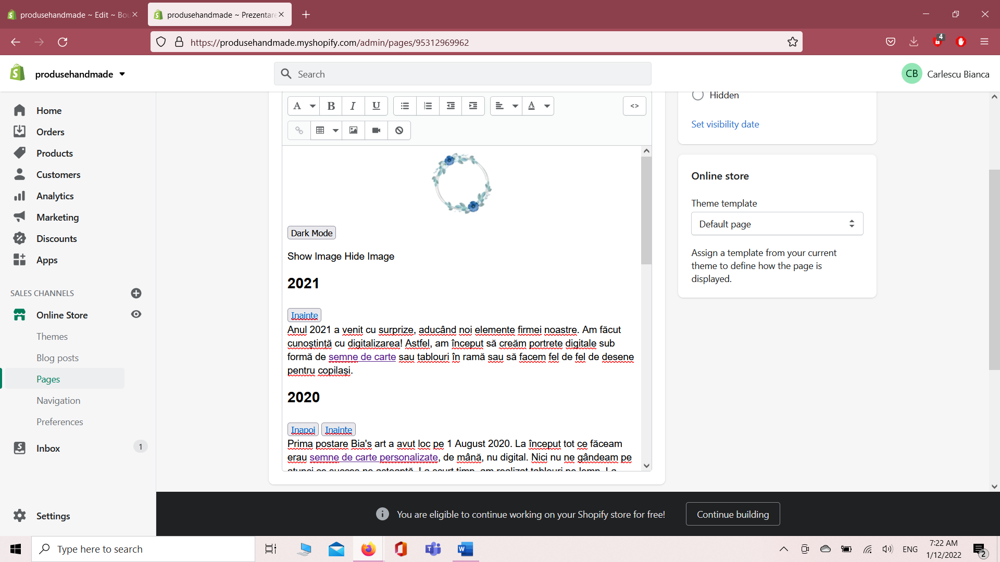 produsehandmade ~ Edit ~ Bou
produsehandmade ~ Prezentare
https://produsehandmade.myshopify.com/admin/pages/95312969962
4
produsehandmade
Search
CB
Carlescu Bianca
Home
Orders
Products
Customers
Analytics
Marketing
Discounts
Apps
SALES CHANNELS
Online Store
Themes
Blog posts
Pages
Navigation
Preferences
Inbox
1
Settings
A
B
I
U
A
<>
Dark Mode
Show Image Hide Image
2021
Inainte
Anul 2021 a venit cu surprize, aducând noi elemente firmei noastre. Am făcut
cunoștință cu digitalizarea! Astfel, am început să creăm portrete digitale sub
formă de semne de carte sau tablouri în ramă sau să facem fel de fel de desene
pentru copilași.
2020
Inapoi Inainte
Prima postare Bia's art a avut loc pe 1 August 2020. La început tot ce făceam
erau semne de carte personalizate, de mână, nu digital. Nici nu ne gândeam pe
Hidden
Set visibility date
Online store
Theme template
Default page
Assign a template from your current
theme to define how the page is
displayed.
You are eligible to continue working on your Shopify store for free!
Continue building
Type here to search
ENG
7:22 AM
1/12/2022
2